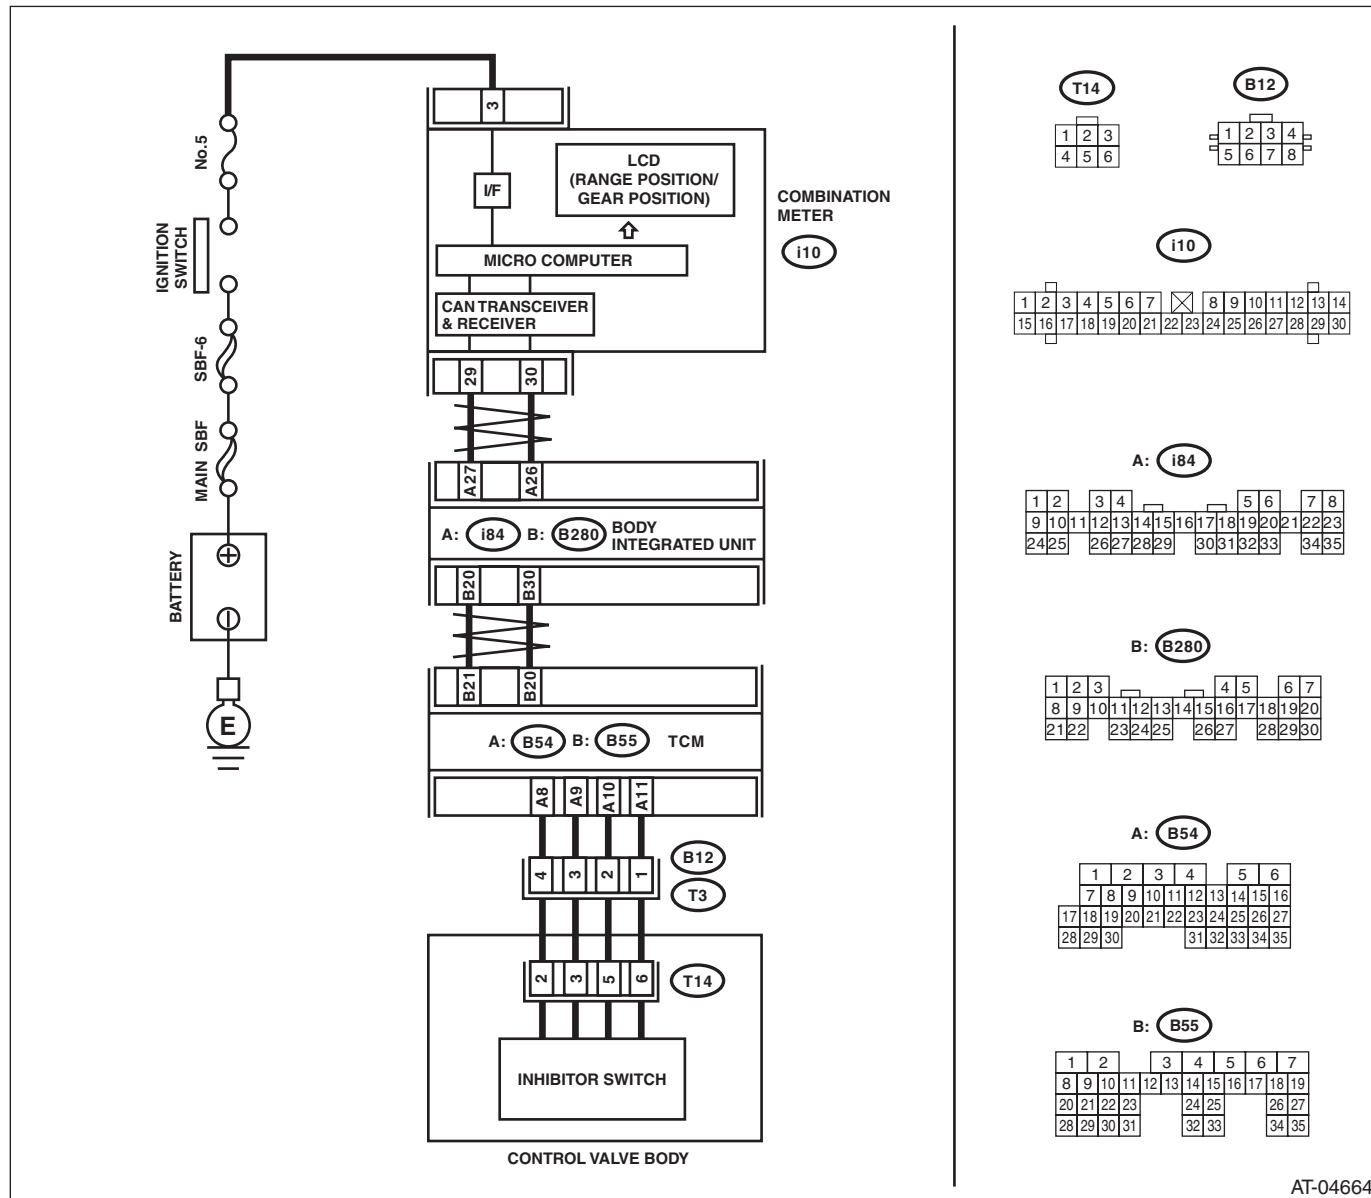 3
No.5
IGNITION
SWITCH
SBF-6
MAIN SBF
BATTERY
E
I/F
LCD
(RANGE POSITION/
GEAR POSITION)
MICRO COMPUTER
CAN TRANSCEIVER
& RECEIVER
COMBINATION
METER
i10
29 30
A27 A26
A: i84 B: B280 BODY
INTEGRATED UNIT
B20 B30
B21 B20
A: B54 B: B55 TCM
A8 A9 A10 A11
B12
4 3 2 1
T3
2 3 5 6
T14
INHIBITOR SWITCH
CONTROL VALVE BODY
T14
1 2 3
4 5 6
B12
1 2 3 4
5 6 7 8
i10
1 2 3 4 5 6 7 8 9 10 11 12 13 14
15 16 17 18 19 20 21 22 23 24 25 26 27 28 29 30
A: i84
1 2 3 4 5 6 7 8
9 10 11 12 13 14 15 16 17 18 19 20 21 22 23
24 25 26 27 28 29 30 31 32 33 34 35
B: B280
1 2 3 4 5 6 7
8 9 10 11 12 13 14 15 16 17 18 19 20
21 22 23 24 25 26 27 28 29 30
A: B54
1 2 3 4 5 6
7 8 9 10 11 12 13 14 15 16
17 18 19 20 21 22 23 24 25 26 27
28 29 30 31 32 33 34 35
B: B55
1 2 3 4 5 6 7
8 9 10 11 12 13 14 15 16 17 18 19
20 21 22 23 24 25 26 27
28 29 30 31 32 33 34 35
AT-04664